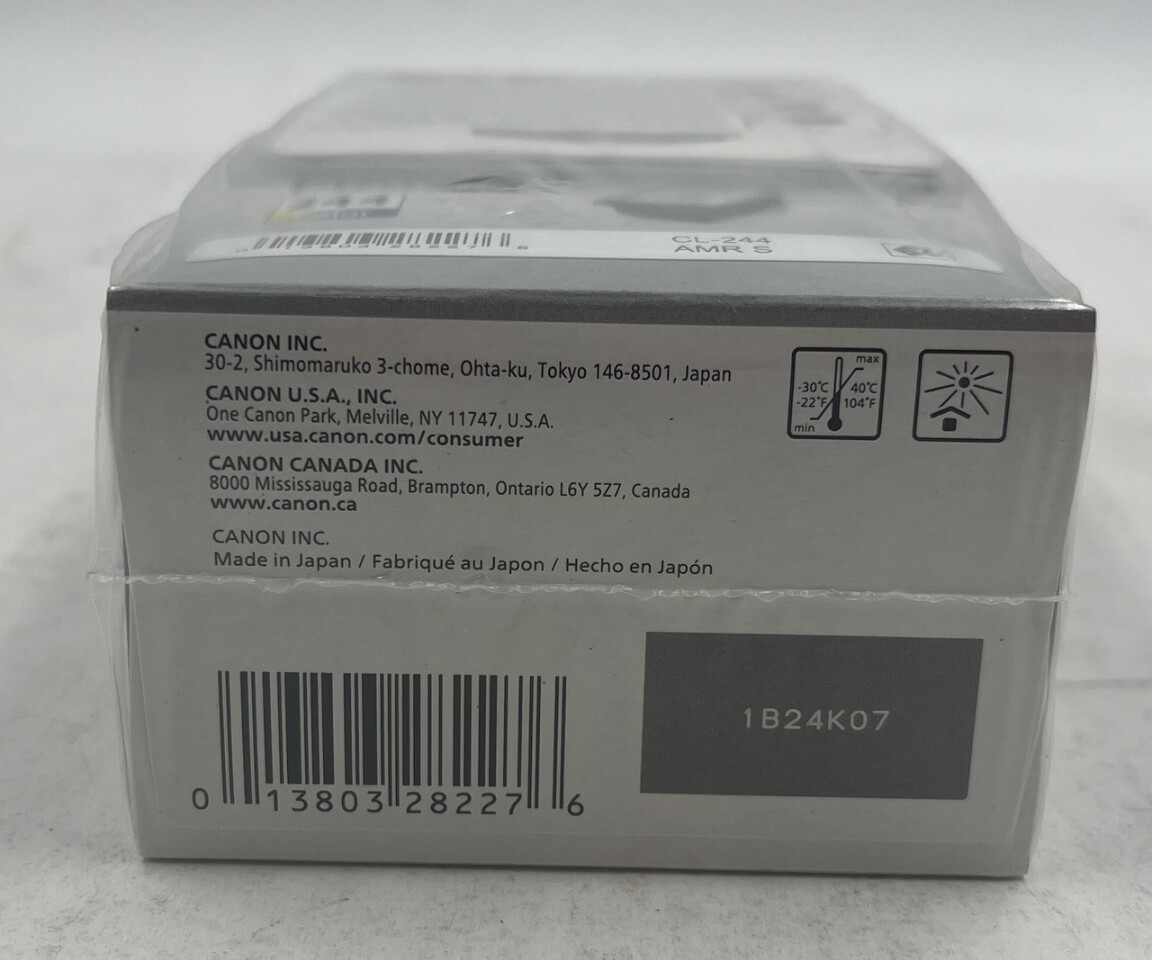 244
CL-244
AMR S
CANON INC.
30-2, Shimomaruko 3-chome, Ohta-ku, Tokyo 146-8501, Japan
CANON U.S.A., INC.
One Canon Park, Melville, NY 11747, U.S.A.
www.usa.canon.com/consumer
CANON CANADA INC.
8000 Mississauga Road, Brampton, Ontario L6Y 5Z7, Canada
www.canon.ca
CANON INC.
Made in Japan / Fabriqué au Japon / Hecho en Japón
max
-30°C 40°C
-22°F 104°F
min
1B24K07
0 13803 28227 6